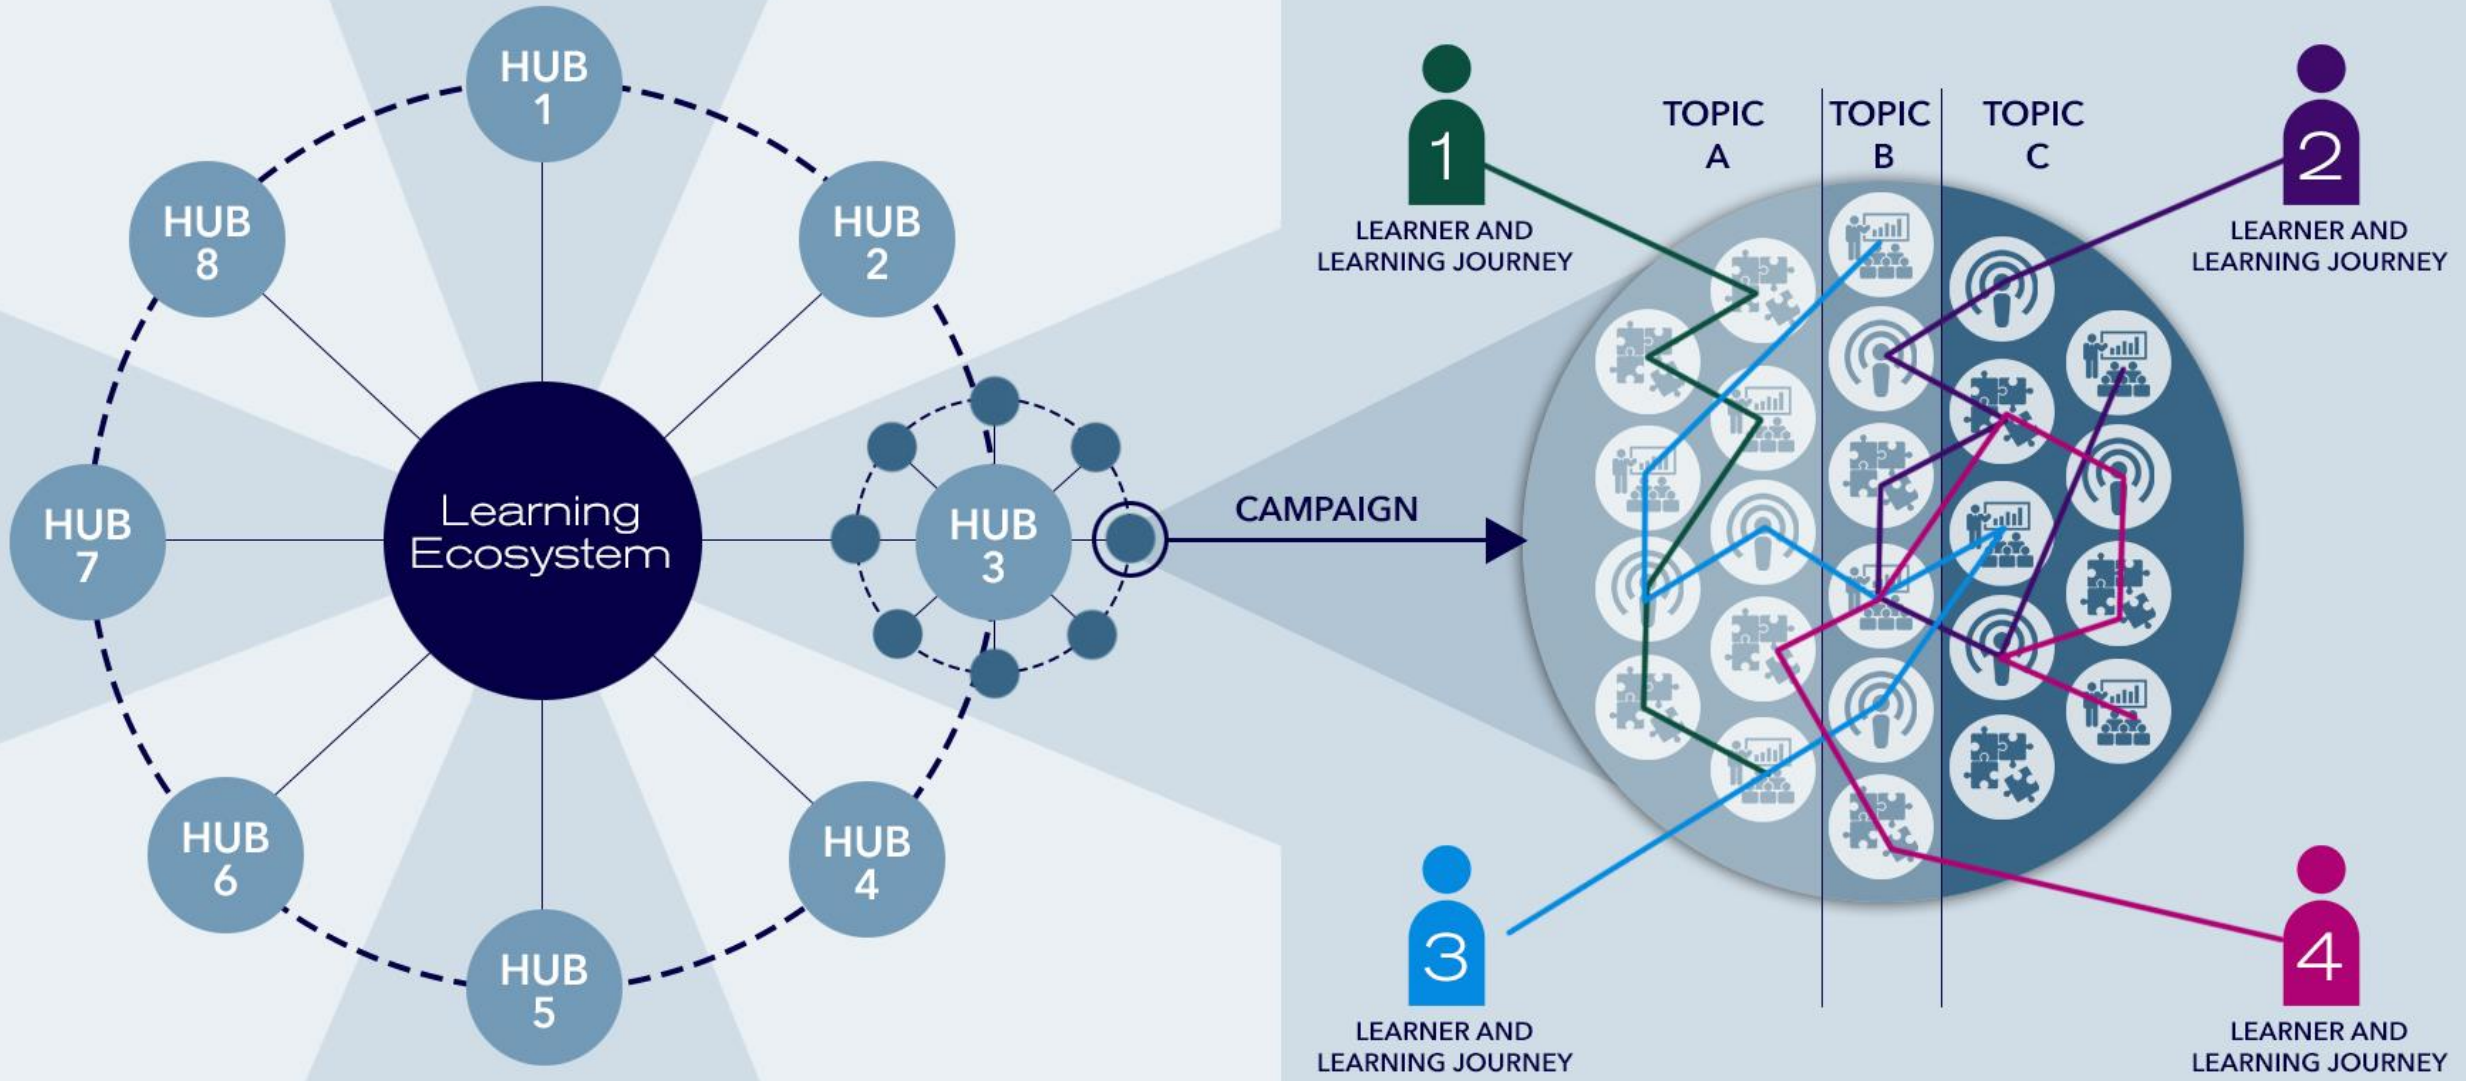 HUB
1
HUB
2
HUB
3
HUB
4
HUB
5
HUB
6
HUB
7
HUB
8
Learning
Ecosystem
CAMPAIGN
TOPIC
A
TOPIC
B
TOPIC
C
1
LEARNER AND
LEARNING JOURNEY
2
LEARNER AND
LEARNING JOURNEY
3
LEARNER AND
LEARNING JOURNEY
4
LEARNER AND
LEARNING JOURNEY